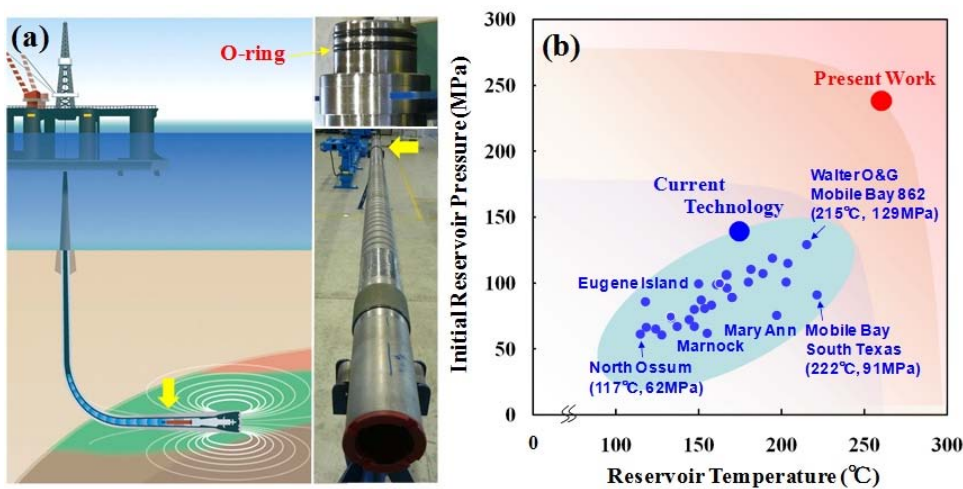 (a)
O-ring
(b)
Initial Reservoir Pressure (MPa)
300
250
200
150
100
50
0
Present Work
Walter O&G
Mobile Bay 862
(215℃, 129MPa)
Current
Technology
Eugene Island
Mary Ann
Mobile Bay
South Texas
(222℃, 91MPa)
Marnock
North Ossum
(117℃, 62MPa)
0
100
150
200
250
300
Reservoir Temperature (℃)